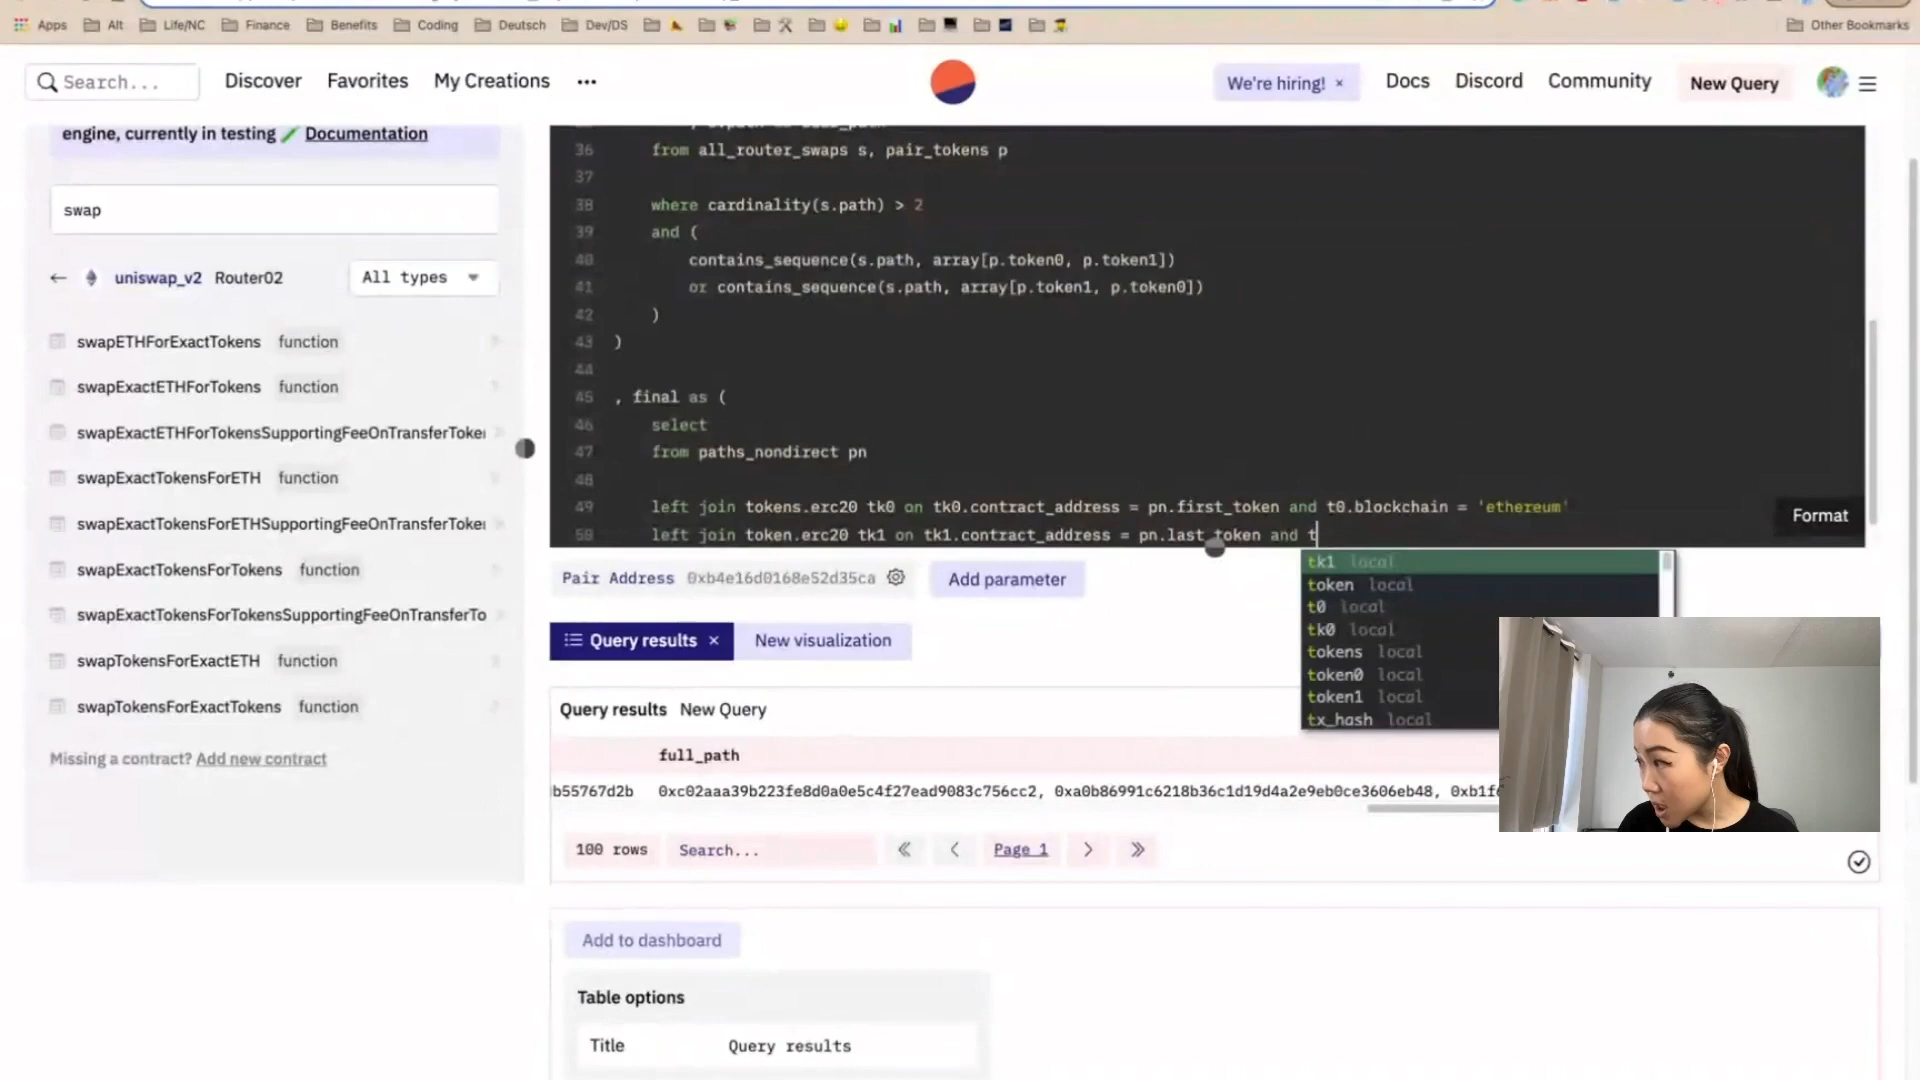 Apps Alt Life/NC Finance Benefits Coding Deutsch Dev/DS Other Bookmarks
Search... Discover Favorites My Creations ••• We're hiring! × Docs Discord Community New Query
engine, currently in testing Documentation
swap
← uniswap_v2 Router02 All types
swapETHForExactTokens function
swapExactETHForTokens function
swapExactETHForTokensSupportingFeeOnTransferToke
swapExactTokensForETH function
swapExactTokensForETHSupportingFeeOnTransferToke
swapExactTokensForTokens function
swapExactTokensForTokensSupportingFeeOnTransferTo
swapTokensForExactETH function
swapTokensForExactTokens function
Missing a contract? Add new contract
36 from all_router_swaps s, pair_tokens p
37
38 where cardinality(s.path) > 2
39 and (
40 contains_sequence(s.path, array[p.token0, p.token1])
41 or contains_sequence(s.path, array[p.token1, p.token0])
42 )
43 )
44
45 , final as (
46 select
47 from paths_nondirect pn
48
49 left join tokens.erc20 tk0 on tk0.contract_address = pn.first_token and t0.blockchain = 'ethereum'
50 left join token.erc20 tk1 on tk1.contract_address = pn.last_token and t
Format
tk1 local
token local
t0 local
tk0 local
tokens local
token0 local
token1 local
tx_hash local
Pair Address 0xb4e16d0168e52d35ca Add parameter
Query results × New visualization
Query results New Query
full_path
b55767d2b 0xc02aaa39b223fe8d0a0e5c4f27ead9083c756cc2, 0xa0b86991c6218b36c1d19d4a2e9eb0ce3606eb48, 0xb1f
100 rows Search... « ‹ Page 1 › »
Add to dashboard
Table options
Title Query results